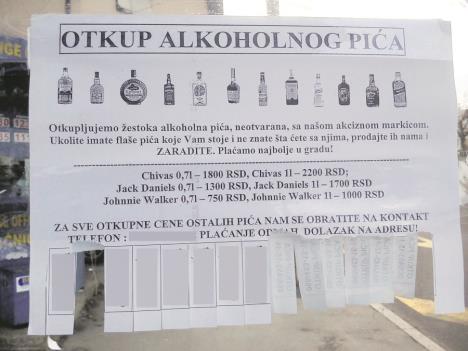 OTKUP ALKOHOLNOG PIĆA
Otkupljujemo žestoka alkoholna pića, neotvarana, sa našom akciznom markicom.
Ukolite imate flaše pića koje Vam stoje i ne znate šta ćete sa njima, prodajte ih nama i
ZARADITE. Plaćamo najbolje u gradu!
Chivas 0,7l – 1800 RSD, Chivas 1l – 2200 RSD;
Jack Daniels 0,7l – 1300 RSD, Jack Daniels 1l – 1700 RSD
Johnnie Walker 0,7l – 750 RSD, Johnnie Walker 1l – 1000 RSD
ZA SVE OTKUPNE CENE OSTALIH PIĆA NAM SE OBRATITE NA KONTAKT
TELEFON : PLAĆANJE ODMAH, DOLAZAK NA ADRESU!